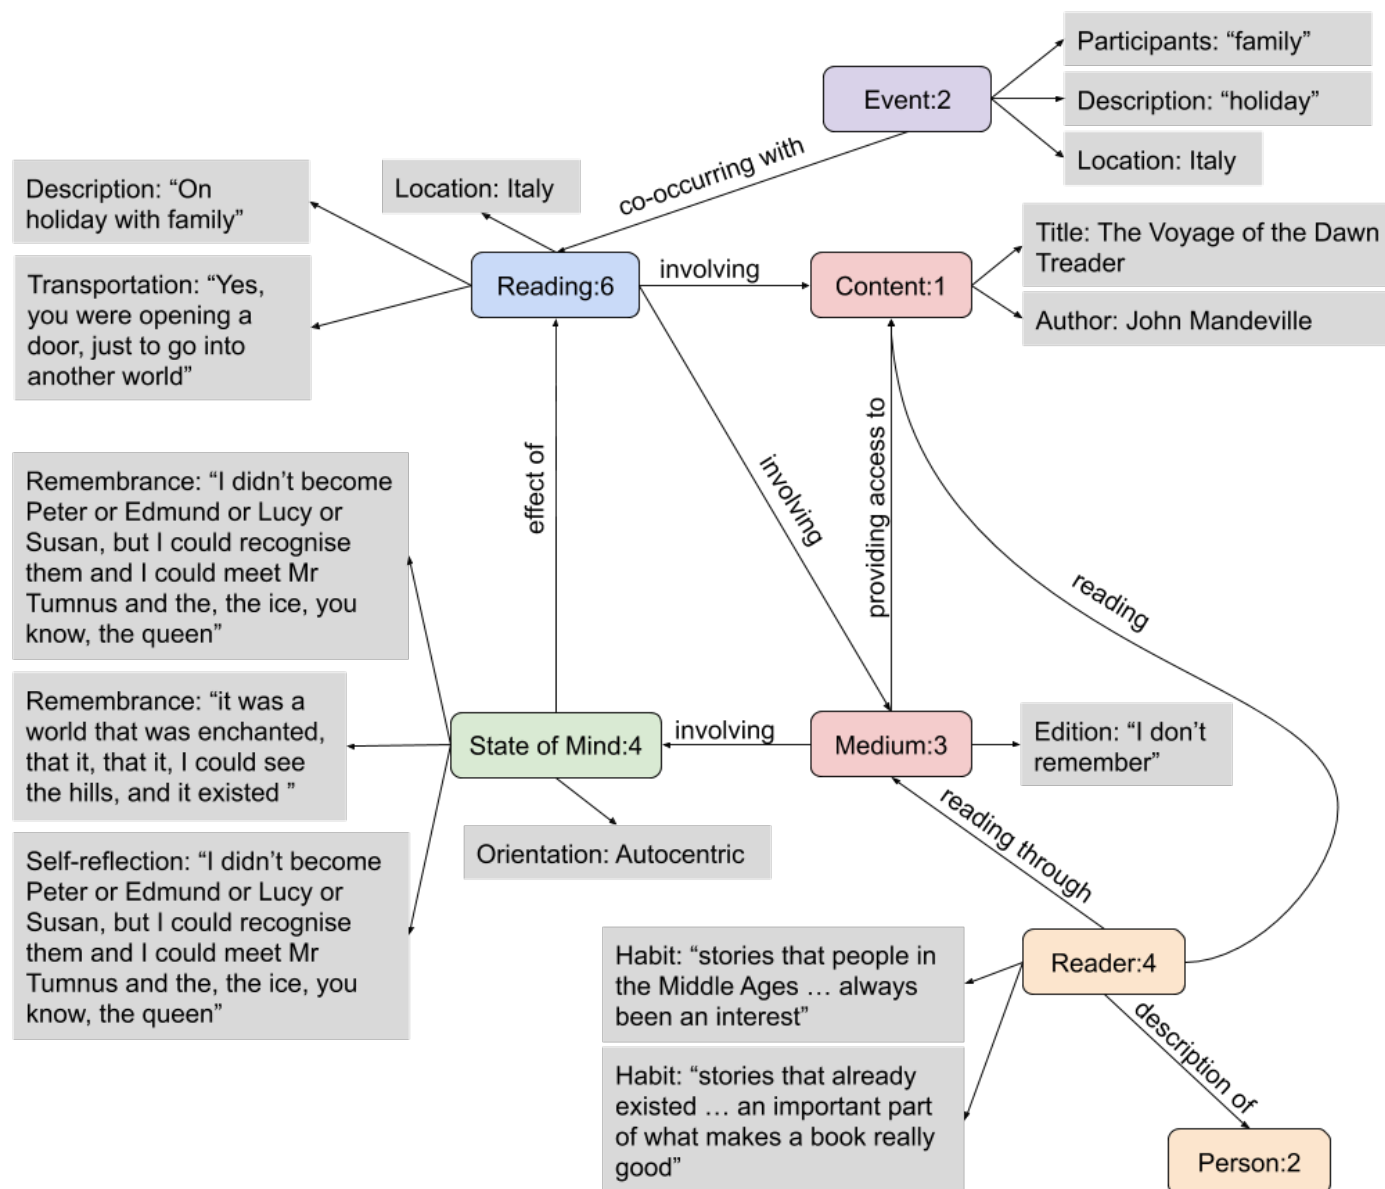 Participants: “family”
Event:2
Description: “holiday”
Location: Italy
co-occurring with
Description: “On
holiday with family”
Location: Italy
Title: The Voyage of the Dawn
Treader
Transportation: “Yes,
you were opening a
door, just to go into
another world”
Reading:6
involving
Content:1
Author: John Mandeville
effect of
involving
providing access to
reading
Remembrance: “I didn’t become
Peter or Edmund or Lucy or
Susan, but I could recognise
them and I could meet Mr
Tumnus and the, the ice, you
know, the queen”
Remembrance: “it was a
world that was enchanted,
that it, that it, I could see
the hills, and it existed ”
State of Mind:4
involving
Medium:3
Edition: “I don’t
remember”
Orientation: Autocentric
reading through
Self-reflection: “I didn’t become
Peter or Edmund or Lucy or
Susan, but I could recognise
them and I could meet Mr
Tumnus and the, the ice, you
know, the queen”
Habit: “stories that people in
the Middle Ages … always
been an interest”
Reader:4
Habit: “stories that already
existed … an important part
of what makes a book really
good”
description of
Person:2